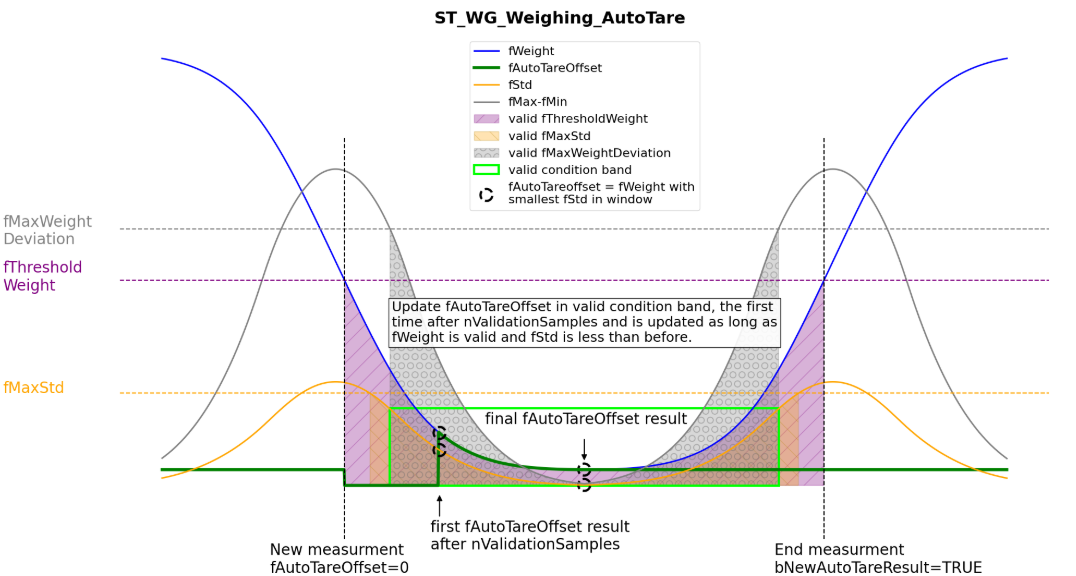 ST_WG_Weighing_AutoTare
fWeight
fAutoTareOffset
fStd
fMax-fMin
valid fThresholdWeight
valid fMaxStd
valid fMaxWeightDeviation
valid condition band
fAutoTareoffset = fWeight with
smallest fStd in window
fMaxWeight
Deviation
fThreshold
Weight
Update fAutoTareOffset in valid condition band, the first
time after nValidationSamples and is updated as long as
fWeight is valid and fStd is less than before.
fMaxStd
final fAutoTareOffset result
first fAutoTareOffset result
after nValidationSamples
New measurment
fAutoTareOffset=0
End measurment
bNewAutoTareResult=TRUE